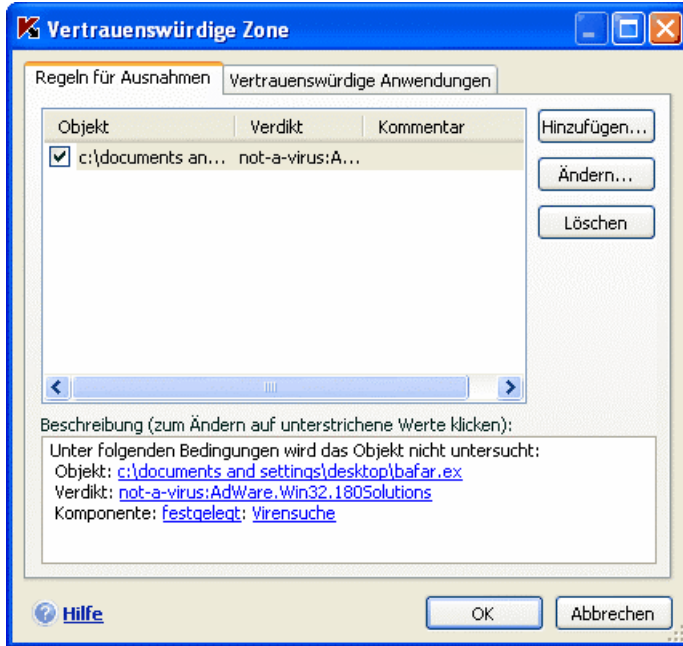 Vertrauenswürdige Zone
Regeln für Ausnahmen Vertrauenswürdige Anwendungen
Objekt Verdikt Kommentar
c:\documents an... not-a-virus:A...
Hinzufügen...
Ändern...
Löschen
Beschreibung (zum Ändern auf unterstrichene Werte klicken):
Unter folgenden Bedingungen wird das Objekt nicht untersucht:
Objekt: c:\documents and settings\desktop\bafar.ex
Verdikt: not-a-virus:AdWare.Win32.180Solutions
Komponente: festgelegt: Virensuche
Hilfe OK Abbrechen